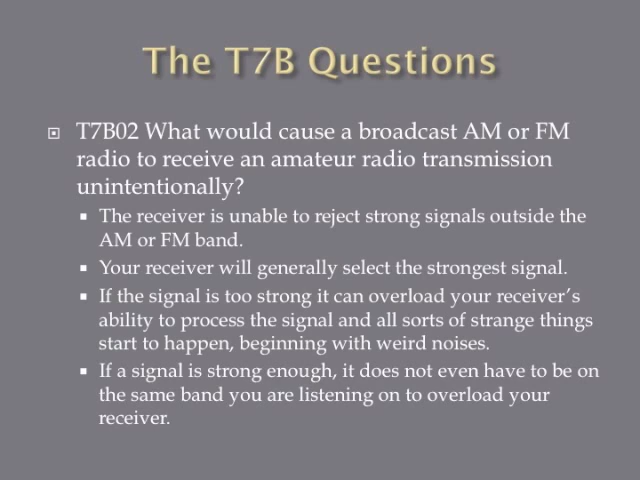 The T7B Questions
T7B02 What would cause a broadcast AM or FM
radio to receive an amateur radio transmission
unintentionally?
The receiver is unable to reject strong signals outside the
AM or FM band.
Your receiver will generally select the strongest signal.
If the signal is too strong it can overload your receiver’s
ability to process the signal and all sorts of strange things
start to happen, beginning with weird noises.
If a signal is strong enough, it does not even have to be on
the same band you are listening on to overload your
receiver.